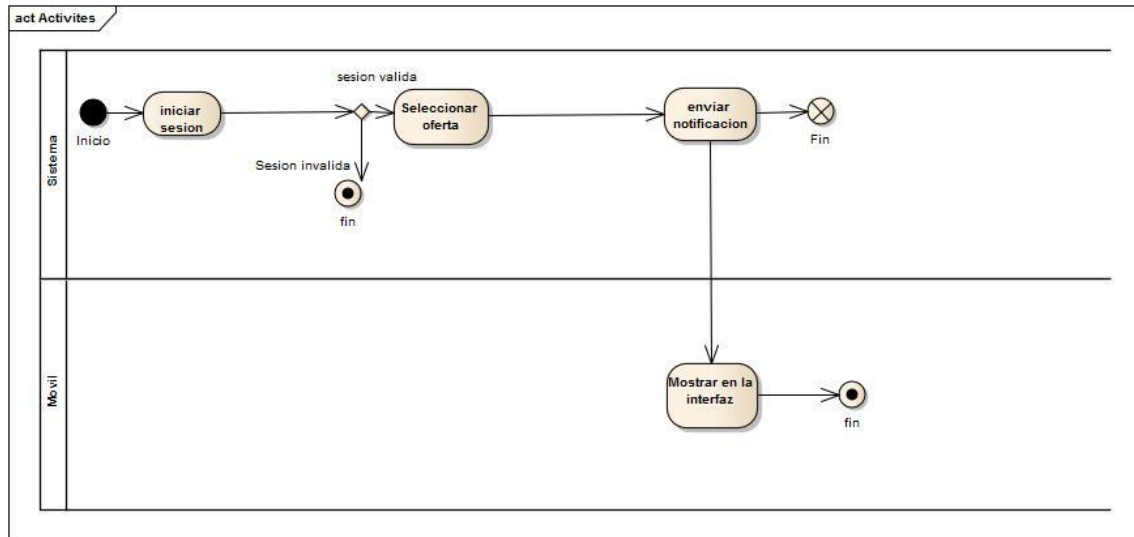 act Activites
Sistema
Inicio
iniciar
sesion
sesion valida
Sesion invalida
fin
Seleccionar
oferta
enviar
notificacion
Fin
Movil
Mostrar en la
interfaz
fin